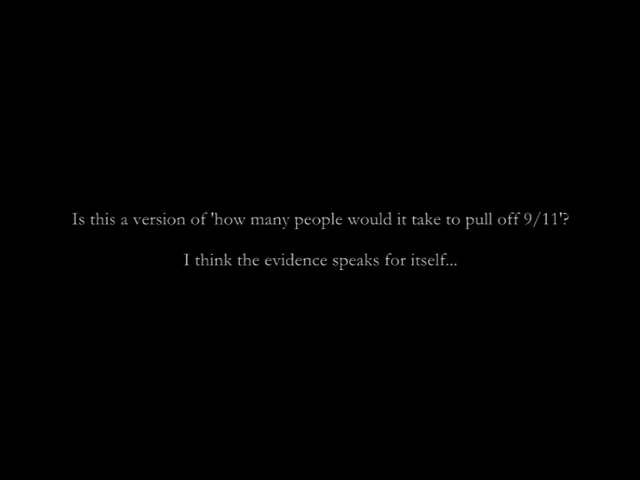 Is this a version of 'how many people would it take to pull off 9/11'?
I think the evidence speaks for itself...